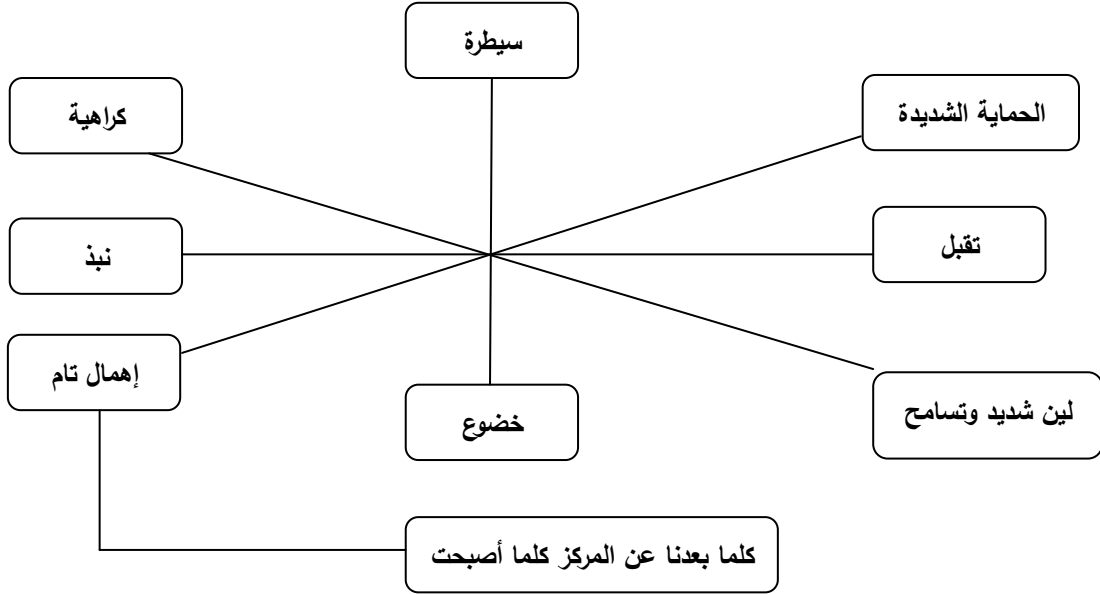 سيطرة
الحماية الشديدة
كراهية
تقبل
نبذ
إهمال تام
خضوع
لين شديد وتسامح
كلما بعدنا عن المركز كلما أصبحت